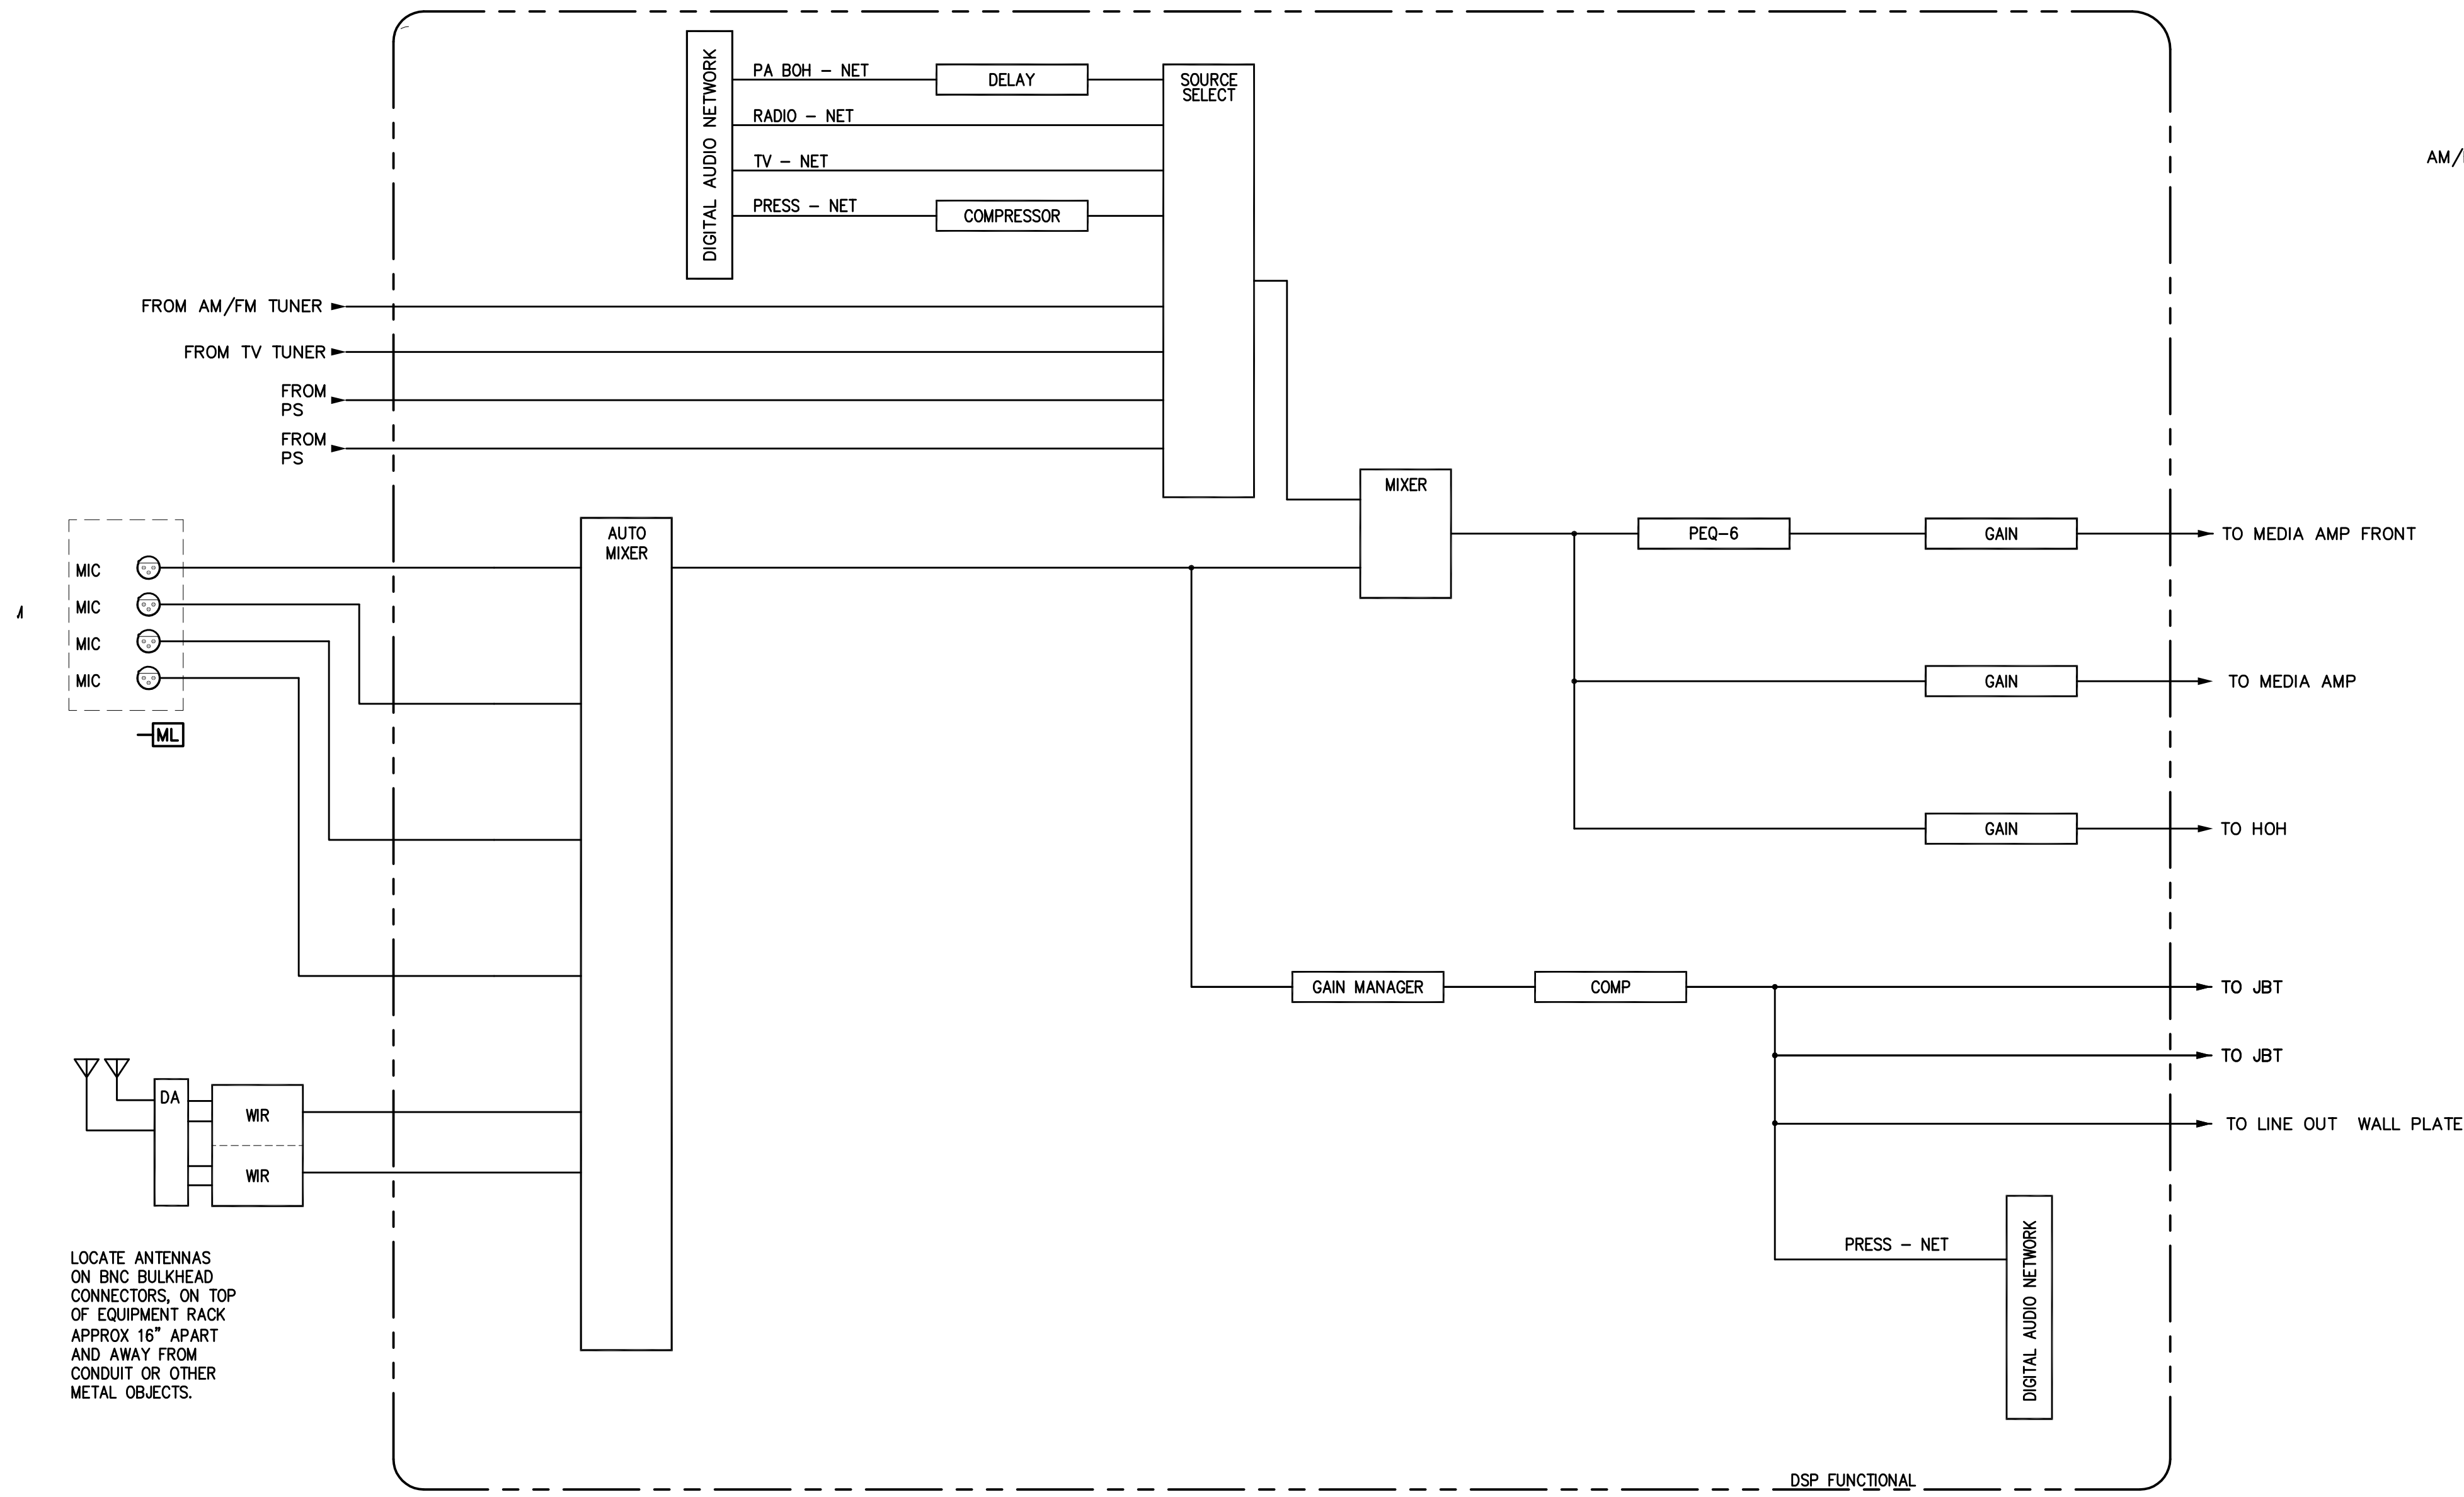 DIGITAL AUDIO NETWORK
PA BOH - NET
DELAY
SOURCE
SELECT
RADIO - NET
TV - NET
PRESS - NET
COMPRESSOR
AM/
FROM AM/FM TUNER
FROM TV TUNER
FROM
PS
FROM
PS
MIXER
AUTO
MIXER
PEQ-6
GAIN
TO MEDIA AMP FRONT
MIC
MIC
MIC
MIC
ML
GAIN
TO MEDIA AMP
GAIN
TO HOH
GAIN MANAGER
COMP
TO JBT
TO JBT
TO LINE OUT WALL PLATE
DA
WIR
WIR
PRESS - NET
DIGITAL AUDIO NETWORK
LOCATE ANTENNAS
ON BNC BULKHEAD
CONNECTORS, ON TOP
OF EQUIPMENT RACK
APPROX 16" APART
AND AWAY FROM
CONDUIT OR OTHER
METAL OBJECTS.
DSP FUNCTIONAL